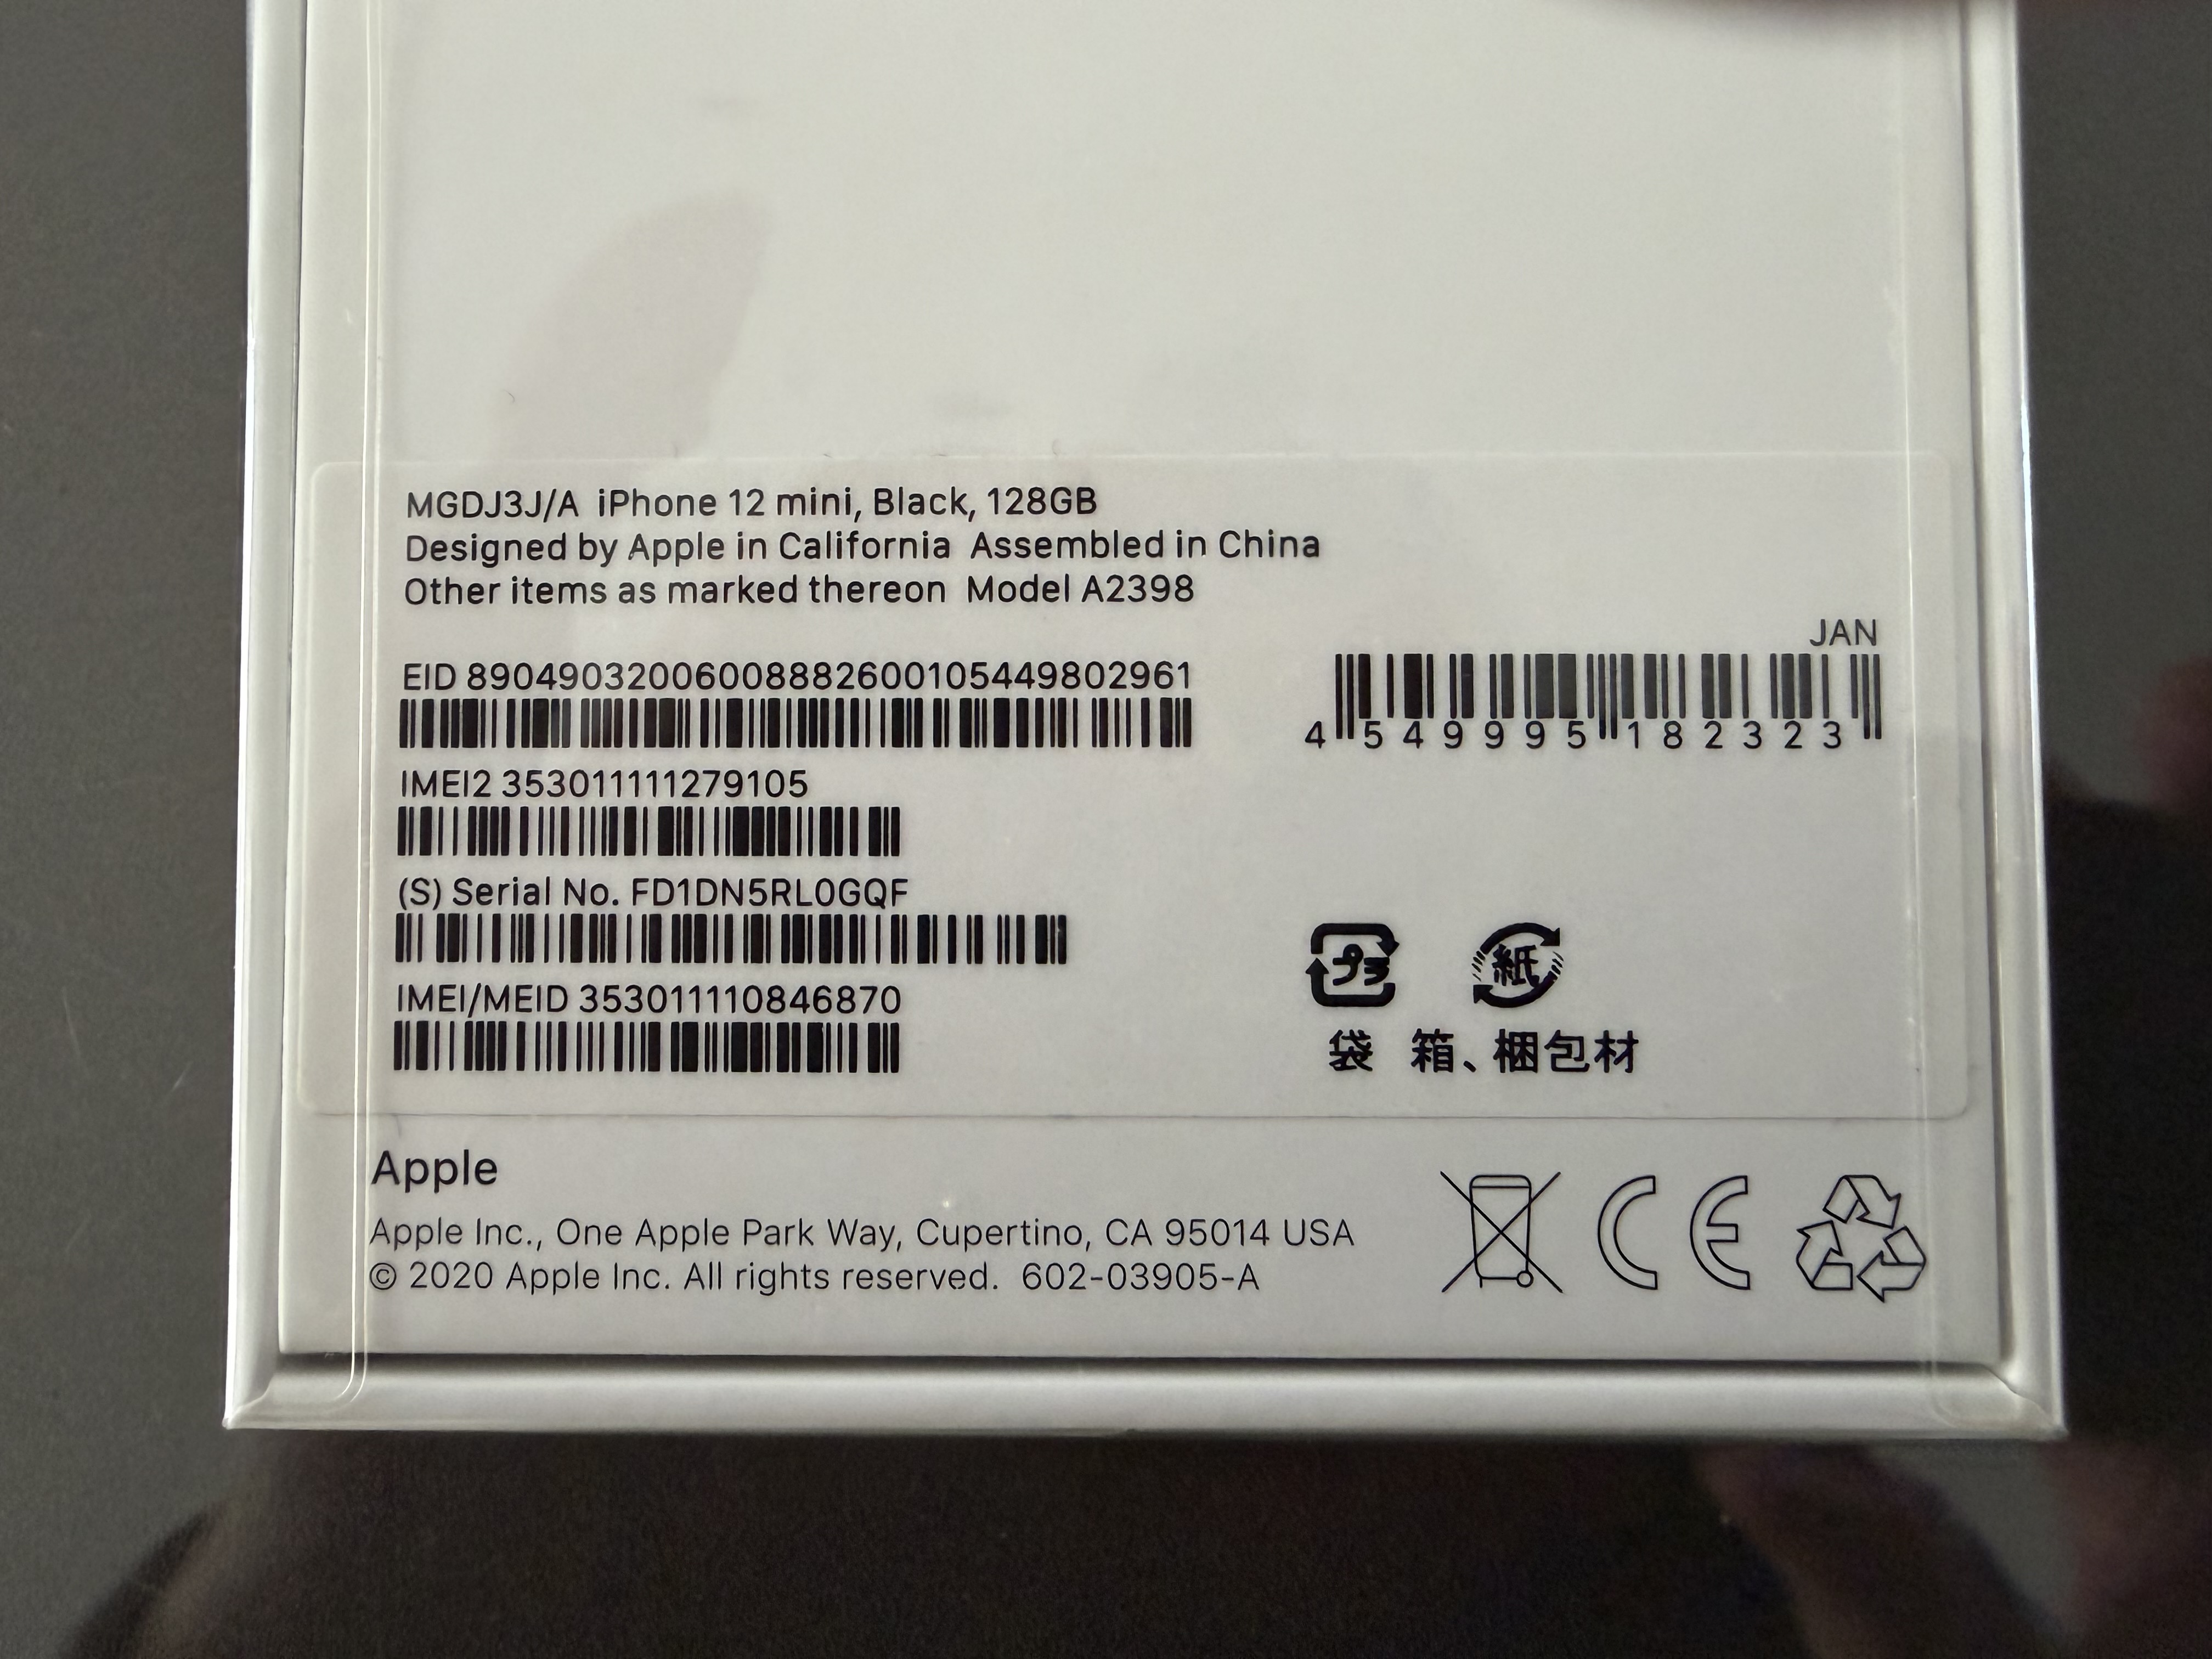 MGDJ3J/A iPhone 12 mini, Black, 128GB
Designed by Apple in California Assembled in China
Other items as marked thereon Model A2398
EID 89049032006008882600105449802961
JAN
4 549995 182323
IMEI2 353011111279105
(S) Serial No. FD1DN5RL0GQF
IMEI/MEID 353011110846870
プラ
紙
袋 箱、梱包材
Apple
Apple Inc., One Apple Park Way, Cupertino, CA 95014 USA
© 2020 Apple Inc. All rights reserved. 602-03905-A
CE